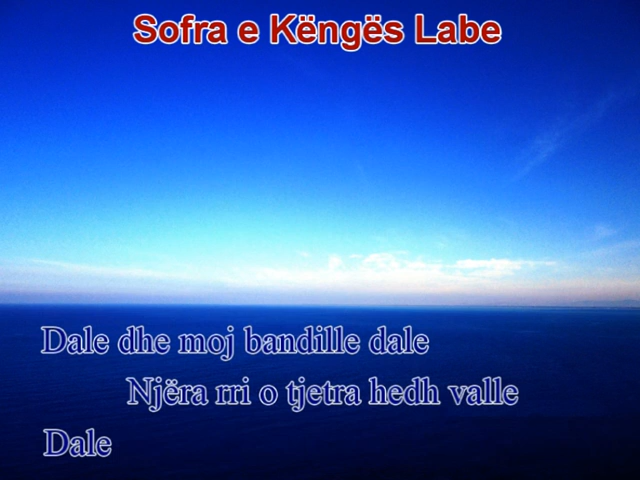 Sofra e Këngës Labe
Dale dhe moj bandille dale
Njëra rri o tjetra hedh valle
Dale